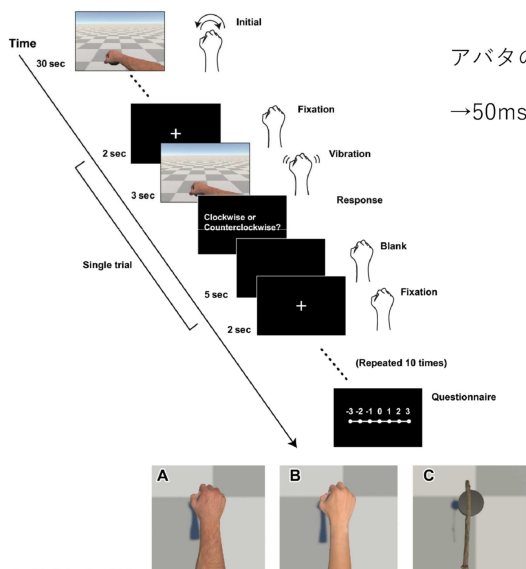 Time
Initial
30 sec
アバタの
→50ms
Fixation
2 sec
Vibration
3 sec
Response
Clockwise or
Counterclockwise?
Single trial
Blank
5 sec
Fixation
2 sec
(Repeated 10 times)
Questionnaire
-3 -2 -1 0 1 2 3
A B C